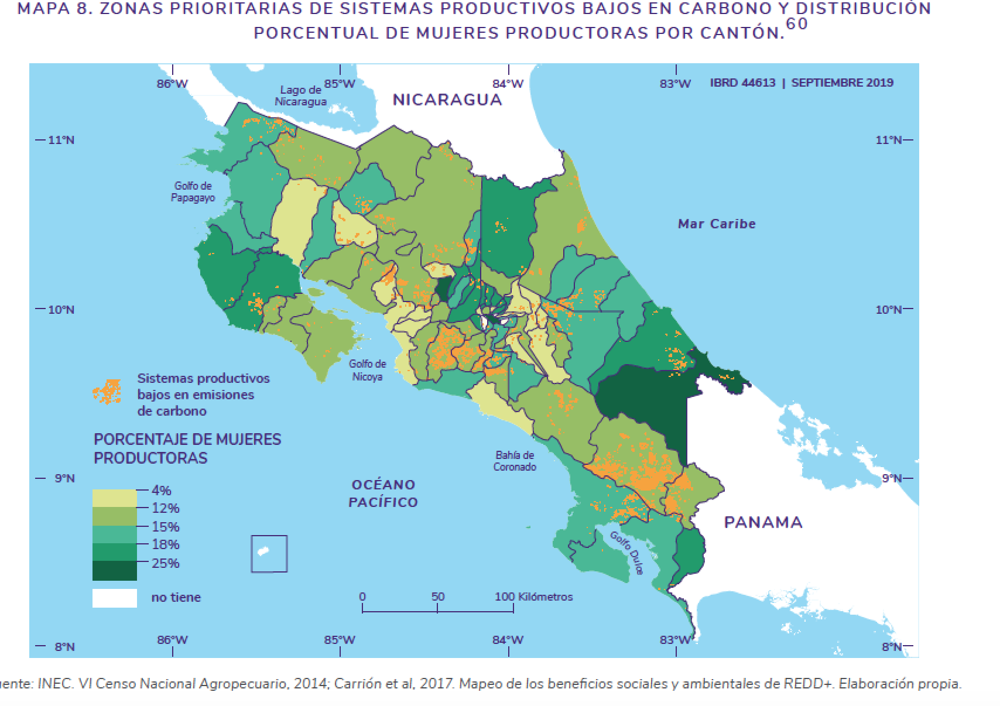 MAPA 8. ZONAS PRIORITARIAS DE SISTEMAS PRODUCTIVOS BAJOS EN CARBONO Y DISTRIBUCIÓN
PORCENTUAL DE MUJERES PRODUCTORAS POR CANTÓN.60
86°W
85°W
84°W
83°W
IBRD 44613 | SEPTIEMBRE 2019
Lago de
Nicaragua
NICARAGUA
11°N
11°N
Golfo de
Papagayo
Mar Caribe
10°N
10°N
Golfo de
Nicoya
Sistemas productivos
bajos en emisiones
de carbono
PORCENTAJE DE MUJERES
PRODUCTORAS
Bahía de
Coronado
OCÉANO
PACÍFICO
9°N
9°N
4%
12%
15%
18%
25%
no tiene
PANAMA
Golfo Dulce
0 50 100 Kilómetros
86°W
85°W
84°W
83°W
8°N
8°N
ente: INEC. VI Censo Nacional Agropecuario, 2014; Carrión et al, 2017. Mapeo de los beneficios sociales y ambientales de REDD+. Elaboración propia.